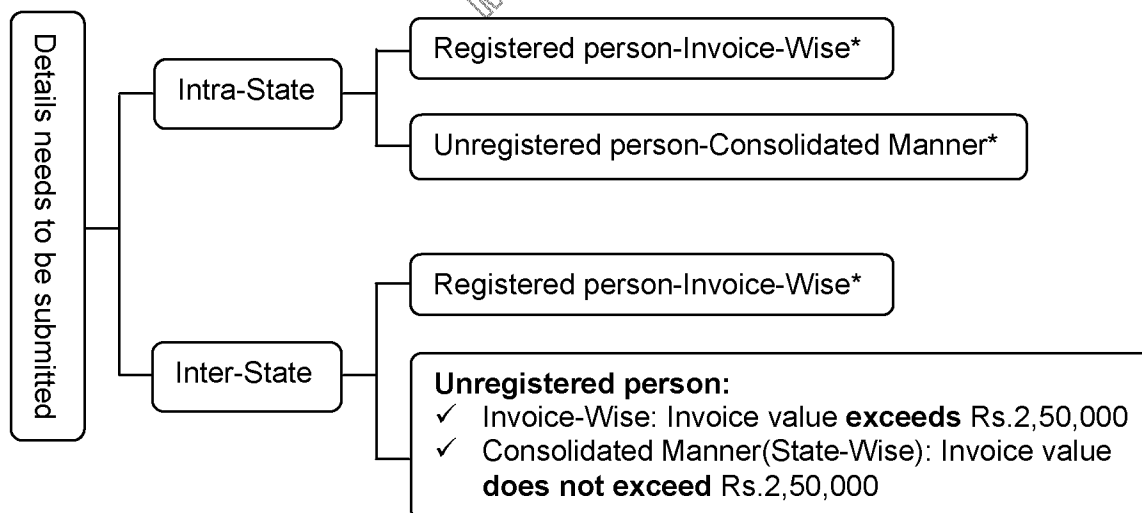 Details needs to be submitted
Intra-State
Registered person-Invoice-Wise*
Unregistered person-Consolidated Manner*
Inter-State
Registered person-Invoice-Wise*
Unregistered person:
✓ Invoice-Wise: Invoice value exceeds Rs.2,50,000
✓ Consolidated Manner(State-Wise): Invoice value
does not exceed Rs.2,50,000